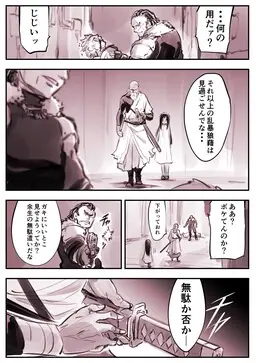 ・・何の
用だァ?
じじいッ
それ以上の
乱暴狼藉は
見過ごせんでな・・
ああ?
ボケてんのか?
下がっておれ
ガキにいいとこ
見せようってか?
余生の無駄遣いだな
無駄か否か―